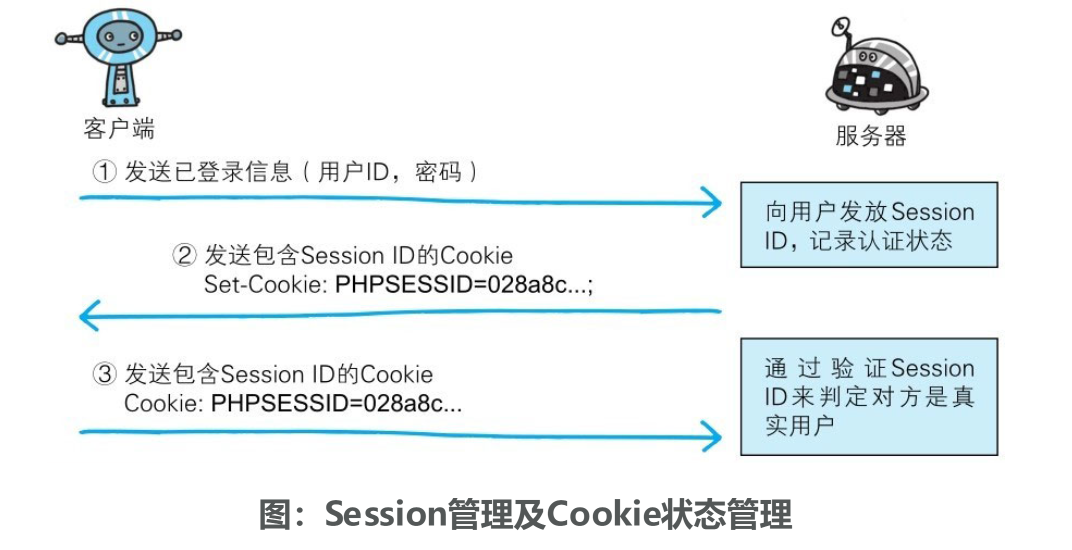 客户端
服务器
① 发送已登录信息（用户ID，密码）
向用户发放Session
ID，记录认证状态
② 发送包含Session ID的Cookie
Set-Cookie: PHPSESSID=028a8c...;
③ 发送包含Session ID的Cookie
Cookie: PHPSESSID=028a8c...
通过验证Session
ID来判定对方是真
实用户
图：Session管理及Cookie状态管理